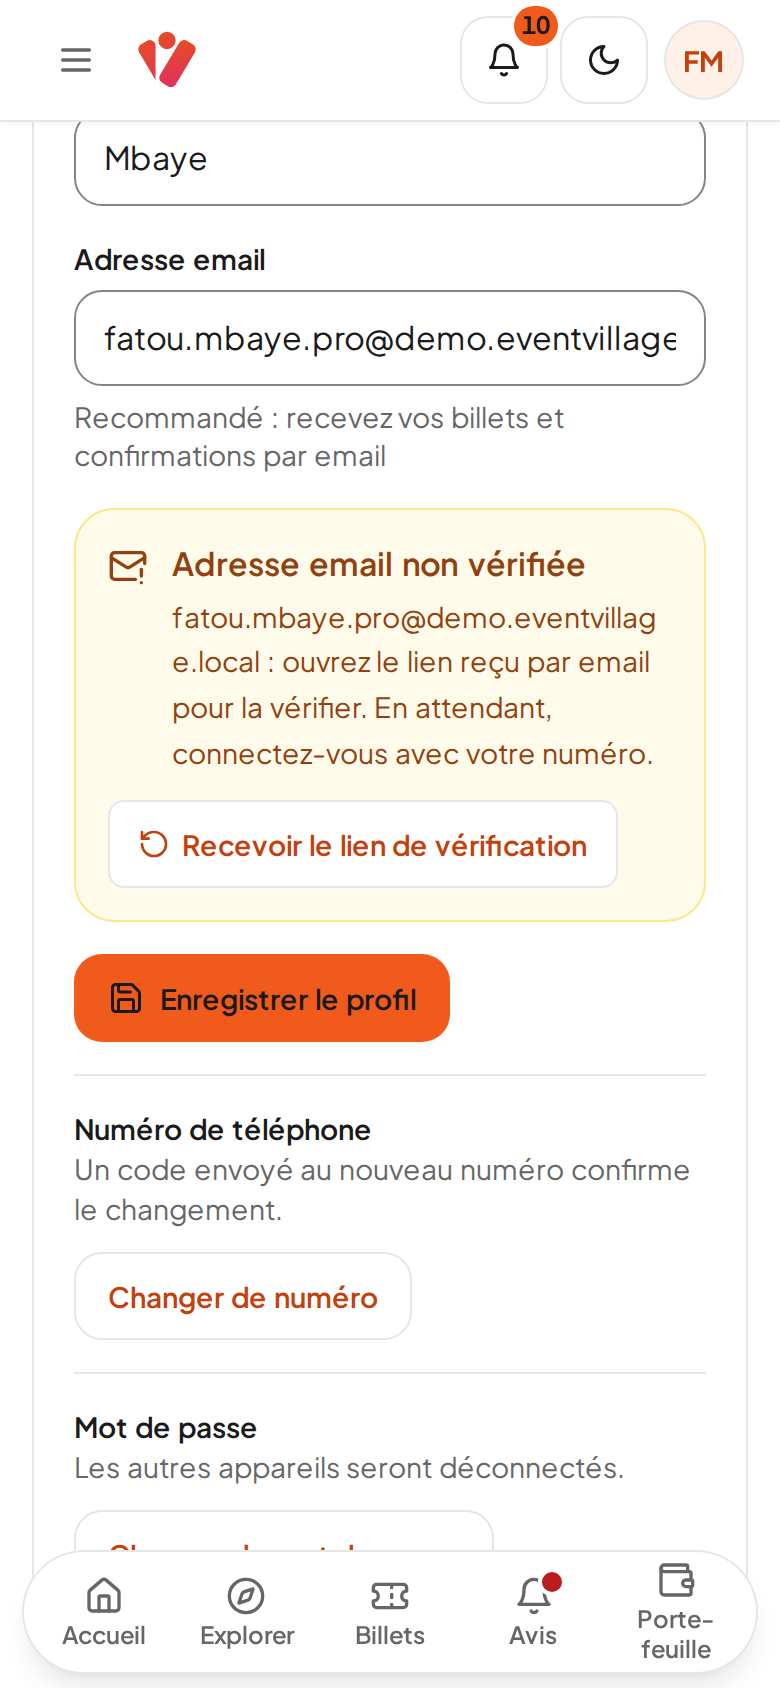 10
FM
Mbaye
Adresse email
fatou.mbaye.pro@demo.eventvillage
Recommandé : recevez vos billets et
confirmations par email
Adresse email non vérifiée
fatou.mbaye.pro@demo.eventvillag
e.local : ouvrez le lien reçu par email
pour la vérifier. En attendant,
connectez-vous avec votre numéro.
Recevoir le lien de vérification
Enregistrer le profil
Numéro de téléphone
Un code envoyé au nouveau numéro confirme
le changement.
Changer de numéro
Mot de passe
Les autres appareils seront déconnectés.
Accueil
Explorer
Billets
Avis
Porte-
feuille